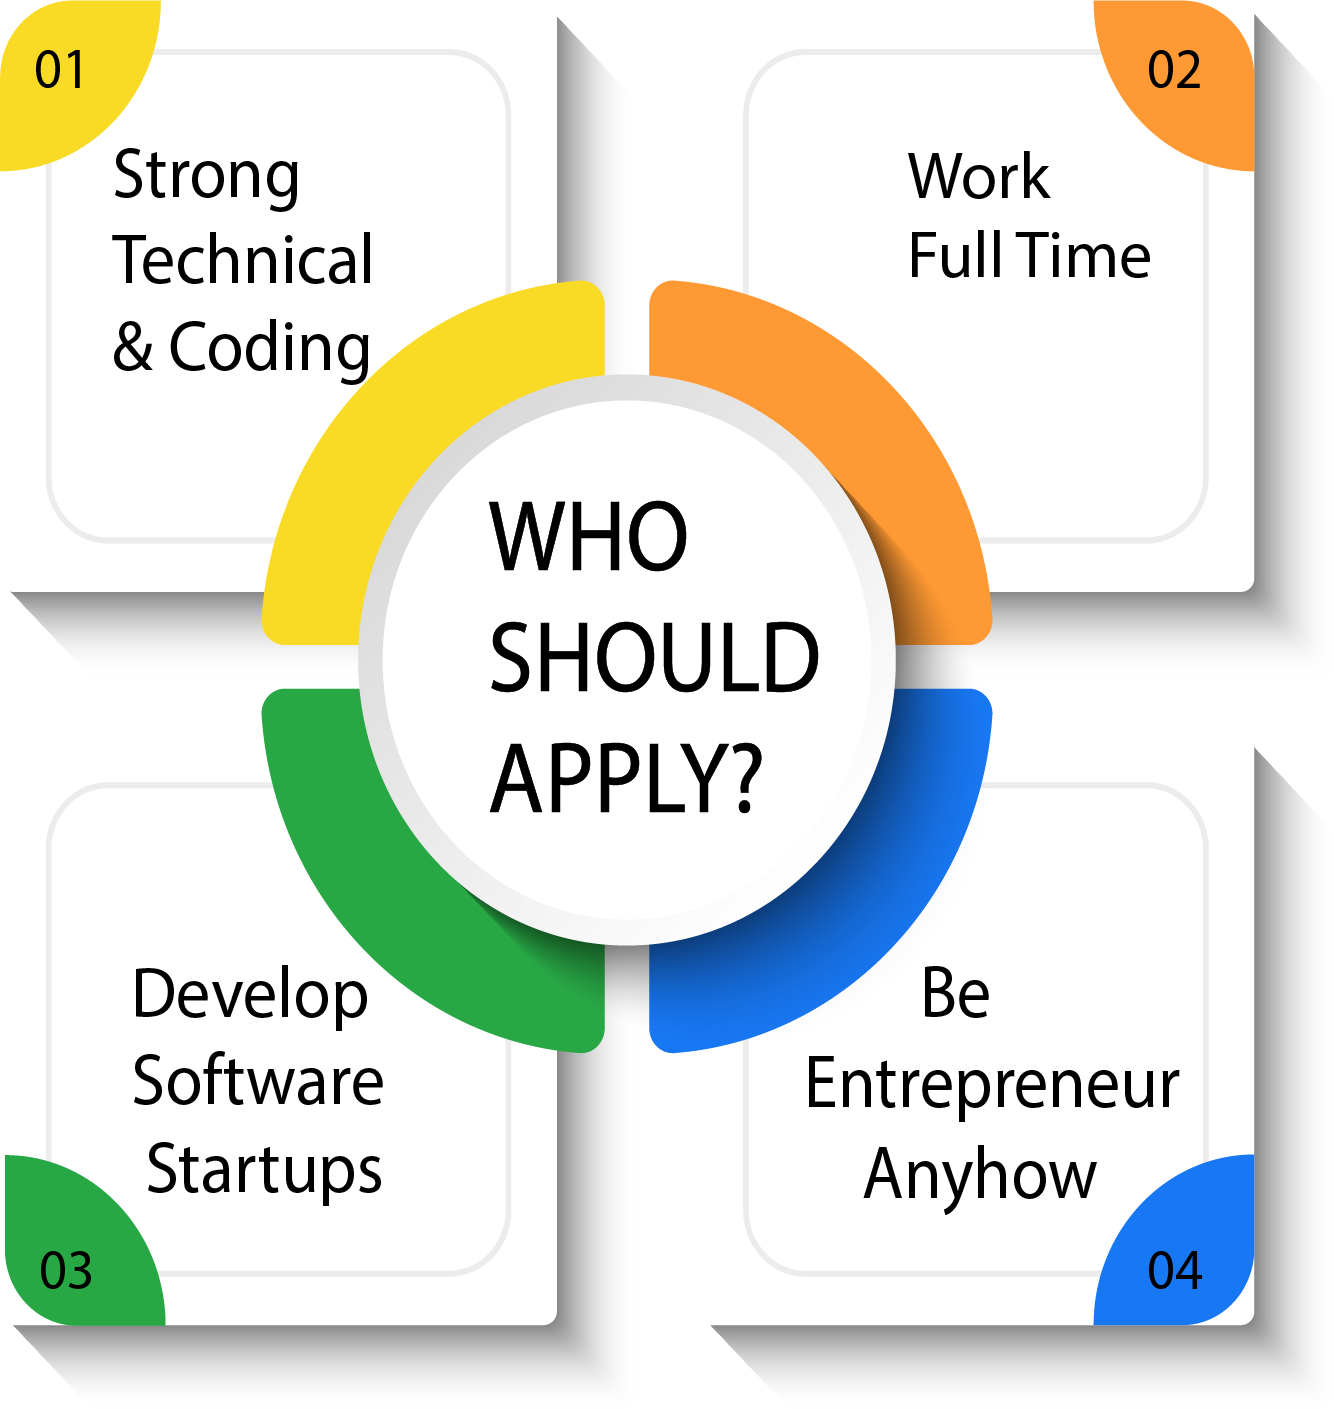 01
Strong
Technical
& Coding
02
Work
Full Time
WHO
SHOULD
APPLY?
Develop
Software
Startups
03
Be
Entrepreneur
Anyhow
04